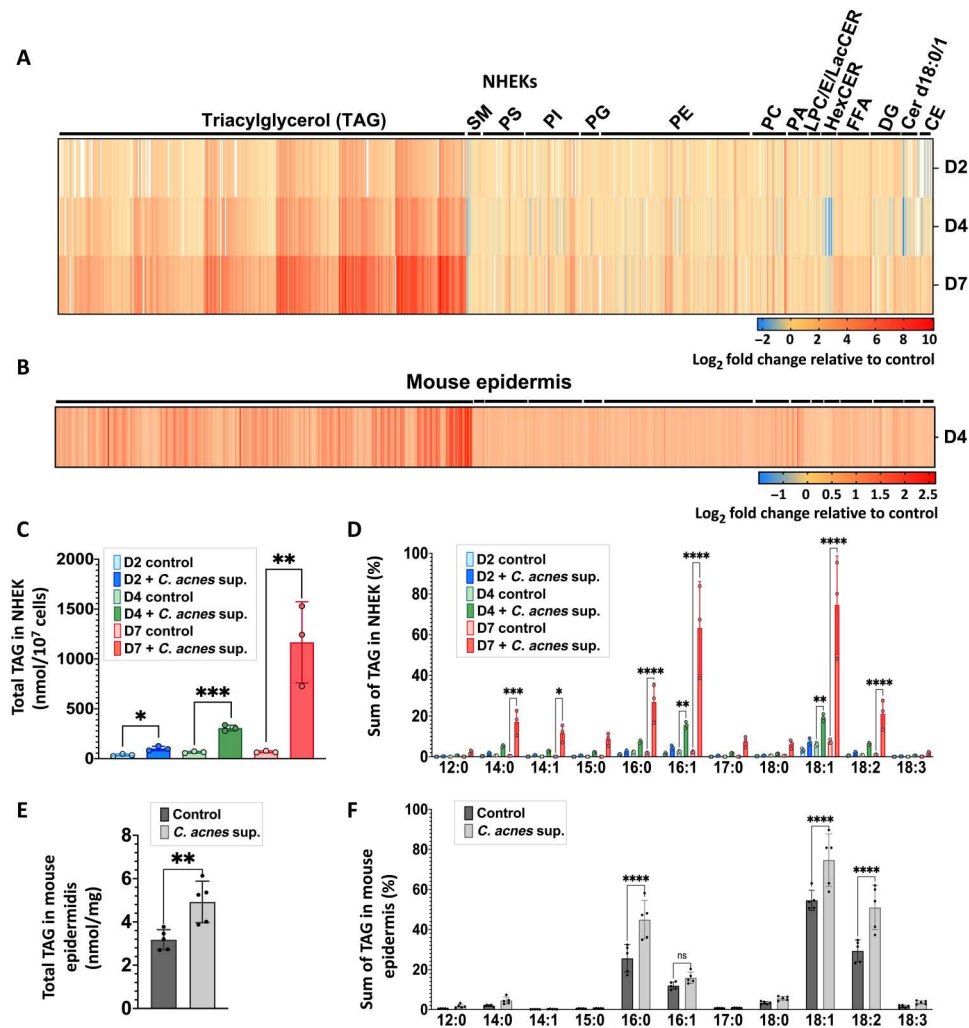 A
NHEKs
Triacylglycerol (TAG)
SM
PS
PI
PG
PE
PC
PA
LPC/E/LacCER
HexCER
FFA
DG
Cer d18:0/1
CE
D2
D4
D7
−2 0 2 4 6 8 10
Log2 fold change relative to control
B
Mouse epidermis
D4
−1 0 0.5 1 1.5 2 2.5
Log2 fold change relative to control
C
Total TAG in NHEK
(nmol/10⁷ cells)
2000
1500
1000
500
0
D2 control
D2 + C. acnes sup.
D4 control
D4 + C. acnes sup.
D7 control
D7 + C. acnes sup.
*
***
**
D
Sum of TAG in NHEK (%)
100
80
60
40
20
0
D2 control
D2 + C. acnes sup.
D4 control
D4 + C. acnes sup.
D7 control
D7 + C. acnes sup.
*** * **** ** **** ** **** ****
12:0 14:0 14:1 15:0 16:0 16:1 17:0 18:0 18:1 18:2 18:3
E
Total TAG in mouse
epidermidis
(nmol/mg)
8
6
4
2
0
Control
C. acnes sup.
**
F
Sum of TAG in mouse
epidermis (%)
100
80
60
40
20
0
Control
C. acnes sup.
**** ns **** ****
12:0 14:0 14:1 15:0 16:0 16:1 17:0 18:0 18:1 18:2 18:3